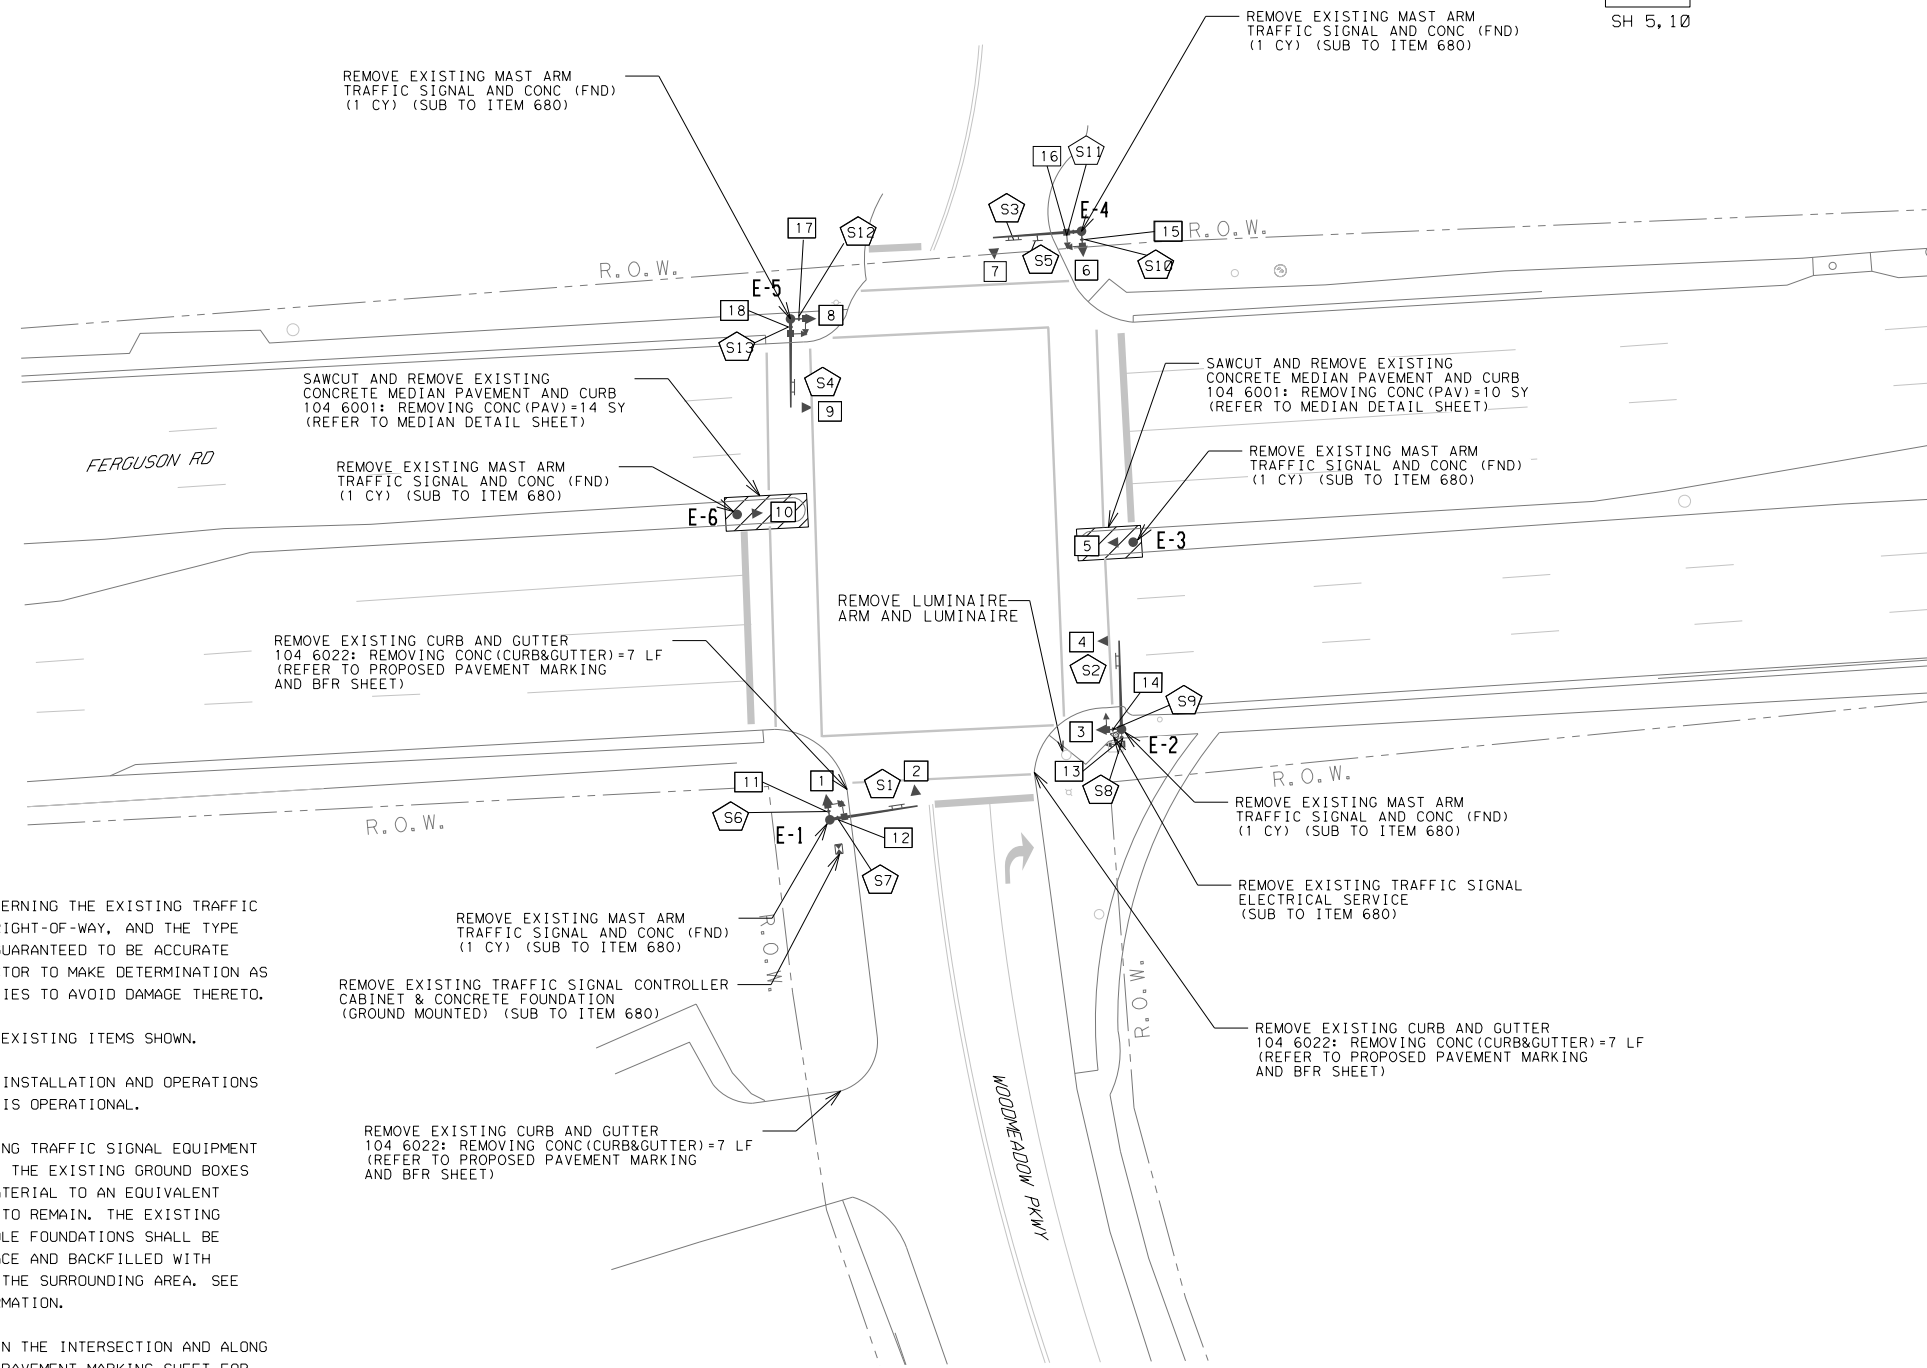 SH 5,10
REMOVE EXISTING MAST ARM
TRAFFIC SIGNAL AND CONC (FND)
(1 CY) (SUB TO ITEM 680)
REMOVE EXISTING MAST ARM
TRAFFIC SIGNAL AND CONC (FND)
(1 CY) (SUB TO ITEM 680)
16
S11
S3
E-4
15
R.O.W.
17
S12
S5
7
6
S10
R.O.W.
E-5
18
8
S13
SAWCUT AND REMOVE EXISTING
CONCRETE MEDIAN PAVEMENT AND CURB
104 6001: REMOVING CONC(PAV)=14 SY
(REFER TO MEDIAN DETAIL SHEET)
S4
9
SAWCUT AND REMOVE EXISTING
CONCRETE MEDIAN PAVEMENT AND CURB
104 6001: REMOVING CONC(PAV)=10 SY
(REFER TO MEDIAN DETAIL SHEET)
FERGUSON RD
REMOVE EXISTING MAST ARM
TRAFFIC SIGNAL AND CONC (FND)
(1 CY) (SUB TO ITEM 680)
REMOVE EXISTING MAST ARM
TRAFFIC SIGNAL AND CONC (FND)
(1 CY) (SUB TO ITEM 680)
E-6
10
5
E-3
REMOVE LUMINAIRE
ARM AND LUMINAIRE
REMOVE EXISTING CURB AND GUTTER
104 6022: REMOVING CONC(CURB&GUTTER)=7 LF
(REFER TO PROPOSED PAVEMENT MARKING
AND BFR SHEET)
4
S2
14
S9
3
E-2
13
S8
R.O.W.
11
1
S1
2
S6
E-1
12
S7
R.O.W.
REMOVE EXISTING MAST ARM
TRAFFIC SIGNAL AND CONC (FND)
(1 CY) (SUB TO ITEM 680)
REMOVE EXISTING TRAFFIC SIGNAL
ELECTRICAL SERVICE
(SUB TO ITEM 680)
REMOVE EXISTING MAST ARM
TRAFFIC SIGNAL AND CONC (FND)
(1 CY) (SUB TO ITEM 680)
R.O.W.
R.O.W.
REMOVE EXISTING TRAFFIC SIGNAL CONTROLLER
CABINET & CONCRETE FOUNDATION
(GROUND MOUNTED) (SUB TO ITEM 680)
REMOVE EXISTING CURB AND GUTTER
104 6022: REMOVING CONC(CURB&GUTTER)=7 LF
(REFER TO PROPOSED PAVEMENT MARKING
AND BFR SHEET)
WOODMEADOW PKWY
REMOVE EXISTING CURB AND GUTTER
104 6022: REMOVING CONC(CURB&GUTTER)=7 LF
(REFER TO PROPOSED PAVEMENT MARKING
AND BFR SHEET)
ERNING THE EXISTING TRAFFIC
IGHT-OF-WAY, AND THE TYPE
UARANTEED TO BE ACCURATE
TOR TO MAKE DETERMINATION AS
IES TO AVOID DAMAGE THERETO.
EXISTING ITEMS SHOWN.
INSTALLATION AND OPERATIONS
IS OPERATIONAL.
NG TRAFFIC SIGNAL EQUIPMENT
THE EXISTING GROUND BOXES
TERIAL TO AN EQUIVALENT
TO REMAIN. THE EXISTING
LE FOUNDATIONS SHALL BE
CE AND BACKFILLED WITH
THE SURROUNDING AREA. SEE
MATION.
N THE INTERSECTION AND ALONG
PAVEMENT MARKING SHEET FOR